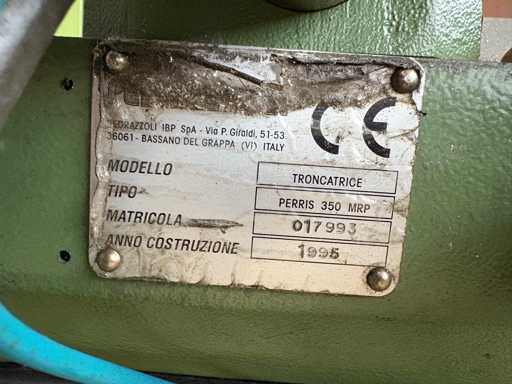 PEDRAZZOLI IBP SpA - Via P. Giraldi, 51-53
36061 - BASSANO DEL GRAPPA (VI) ITALY
CE
MODELLO TRONCATRICE
TIPO PERRIS 350 MRP
MATRICOLA 017993
ANNO COSTRUZIONE 1995